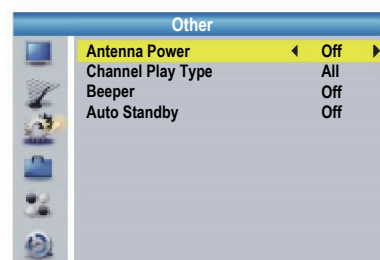 Other
Antenna Power Off
Channel Play Type All
Beeper Off
Auto Standby Off